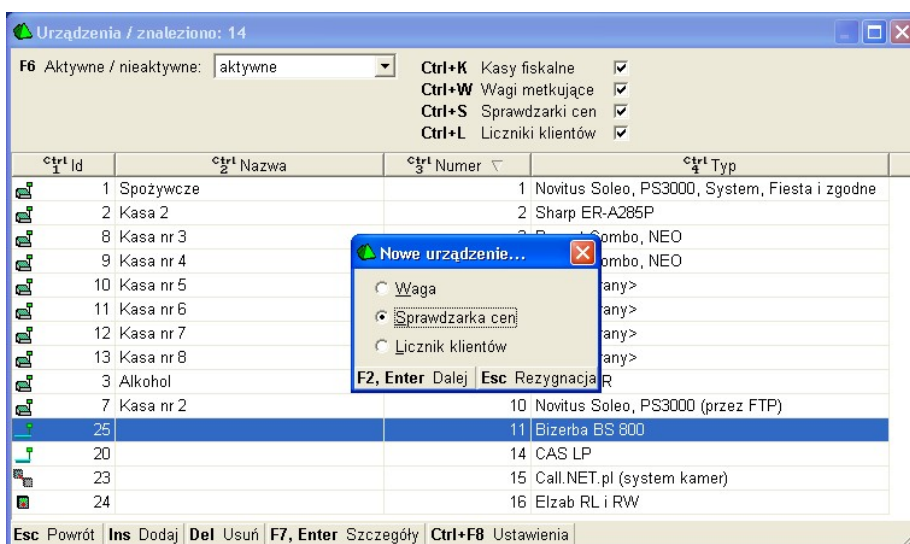 Urządzenia / znaleziono: 14
F6 Aktywne / nieaktywne: aktywne
Ctrl+K Kasy fiskalne
Ctrl+W Wagi metkujące
Ctrl+S Sprawdzarki cen
Ctrl+L Liczniki klientów
Ctrl 1 Id Ctrl 2 Nazwa Ctrl 3 Numer Ctrl 4 Typ
1 Spożywcze 1 Novitus Soleo, PS3000, System, Fiesta i zgodne
2 Kasa 2 2 Sharp ER-A285P
8 Kasa nr 3 Combo, NEO
9 Kasa nr 4 ombo, NEO
10 Kasa nr 5 any>
11 Kasa nr 6 any>
12 Kasa nr 7 any>
13 Kasa nr 8 any>
3 Alkohol R
7 Kasa nr 2 10 Novitus Soleo, PS3000 (przez FTP)
25 11 Bizerba BS 800
20 14 CAS LP
23 15 Call.NET.pl (system kamer)
24 16 Elzab RL i RW
Nowe urządzenie...
Waga
Sprawdzarka cen
Licznik klientów
F2, Enter Dalej Esc Rezygnacja
Esc Powrót Ins Dodaj Del Usuń F7, Enter Szczegóły Ctrl+F8 Ustawienia